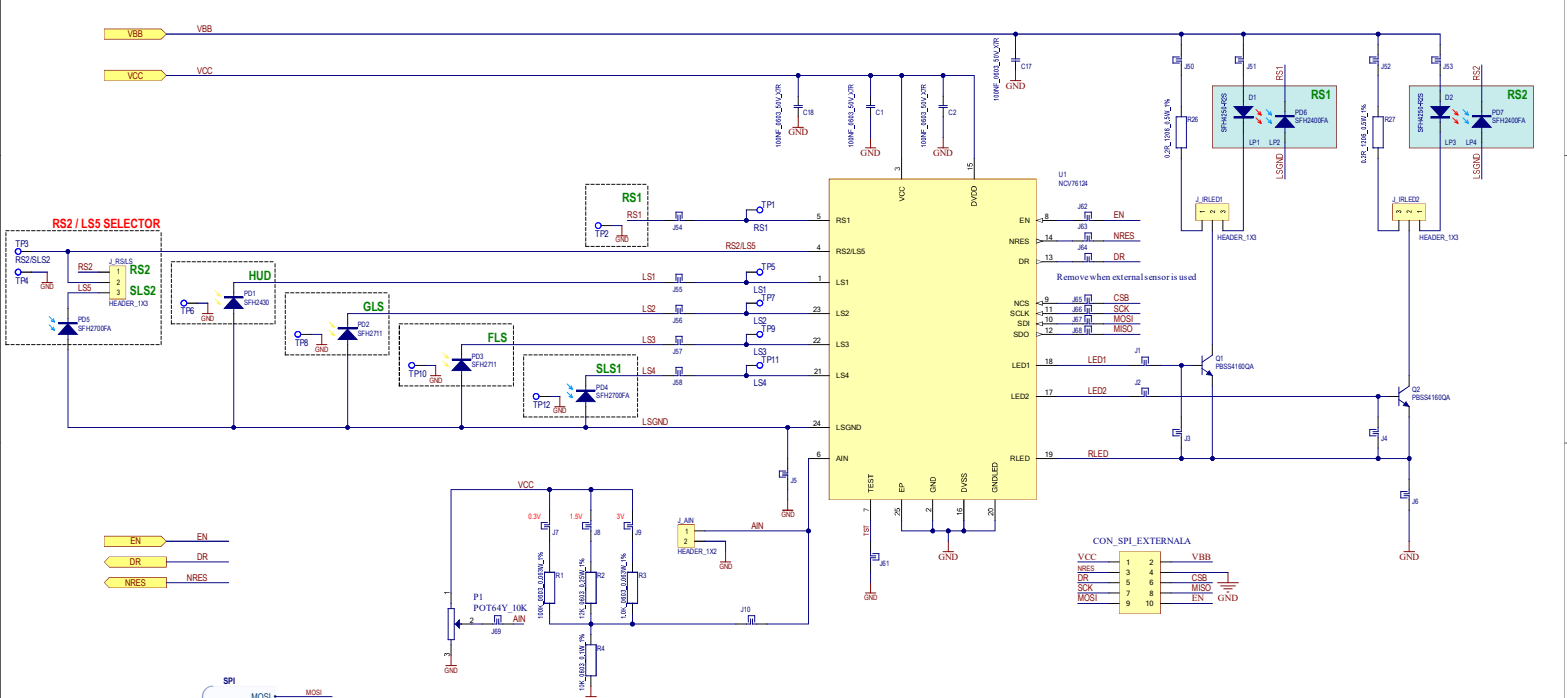 VBB
VBB
VCC
VCC
100NF_0603_50V_X7R
C17
GND
100NF_0603_50V_X7R
C18
GND
100NF_0603_50V_X7R
C1
GND
100NF_0603_50V_X7R
C2
GND
J50
J51
RS1
RS1
D1
SFH4250-R2S
PD6
SFH2400FA
LP1
LP2
LSGND
R26
0.2R_1206_0.5W_1%
J_IRLED1
1 2 3
HEADER_1X3
J52
J53
RS2
RS2
D2
SFH4250-R2S
PD7
SFH2400FA
LP3
LP4
LSGND
R27
0.2R_1206_0.5W_1%
J_IRLED2
3 2 1
HEADER_1X3
U1
NCV76124
3
VCC
15
DVDD
5
RS1
4
RS2/LS5
1
LS1
23
LS2
22
LS3
21
LS4
24
LSGND
6
AIN
EN
8
NRES
14
DR
13
NCS
9
SCLK
11
SDI
10
SDO
12
LED1
18
LED2
17
RLED
19
TEST
7
EP
25
GND
2
DVSS
16
GNDLED
20
GND
RS1
RS1
TP2
GND
J54
TP1
RS1
RS2/LS5
RS2 / LS5 SELECTOR
TP3
RS2/SLS2
TP4
GND
J_RS/LS
RS2
1
RS2
2
LS5
3
SLS2
HEADER_1X3
PD5
SFH2700FA
HUD
PD1
SFH2430
TP6
GND
LS1
J55
TP5
LS1
GLS
PD2
SFH2711
TP8
GND
LS2
J56
TP7
LS2
FLS
PD3
SFH2711
TP10
GND
LS3
J57
TP9
LS3
SLS1
PD4
SFH2700FA
TP12
GND
LS4
J58
TP11
LS4
LSGND
J5
GND
J62
EN
J63
NRES
J64
DR
Remove when external sensor is used
J65
CSB
J66
SCK
J67
MOSI
J68
MISO
LED1
J1
Q1
PBSS4160QA
LED2
J2
Q2
PBSS4160QA
J3
J4
RLED
J6
GND
TST
J61
GND
VCC
0.3V
J7
1.5V
J8
3V
J9
R1
100K_0603_0.063W_1%
R2
12K_0603_0.25W_1%
R3
1.0K_0603_0.063W_1%
R4
10K_0603_0.1W_1%
J10
J_AIN
1
2
HEADER_1X2
AIN
GND
P1
POT64Y_10K
1
2
3
J69
AIN
GND
EN
EN
DR
DR
NRES
NRES
CON_SPI_EXTERNALA
VCC 1 2 VBB
NRES 3 4
DR 5 6 CSB
SCK 7 8 MISO
MOSI 9 10 EN
GND
SPI
MOSI
MOSI